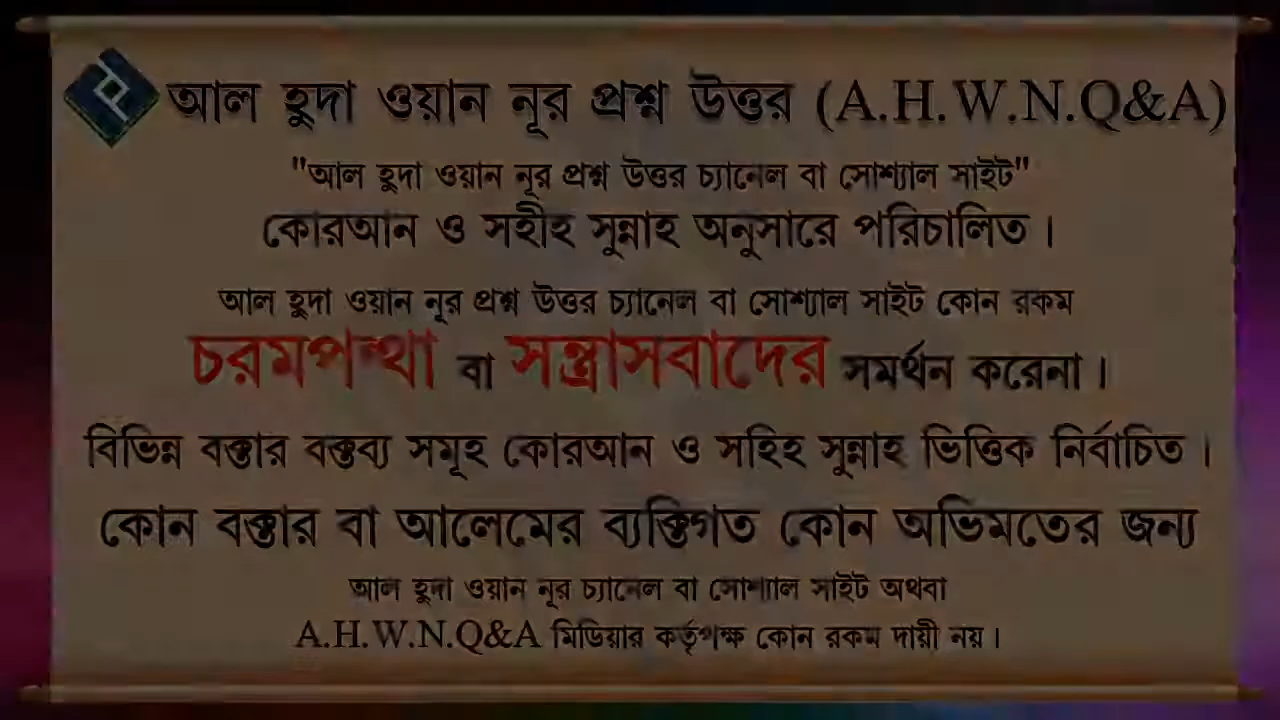 আল হুদা ওয়ান নূর প্রশ্ন উত্তর (A.H.W.N.Q&A)
"আল হুদা ওয়ান নূর প্রশ্ন উত্তর চ্যানেল বা সোশ্যাল সাইট"
কোরআন ও সহীহ সুন্নাহ অনুসারে পরিচালিত ।
আল হুদা ওয়ান নূর প্রশ্ন উত্তর চ্যানেল বা সোশ্যাল সাইট কোন রকম
চরমপন্থা বা সন্ত্রাসবাদের সমর্থন করেনা ।
বিভিন্ন বক্তার বক্তব্য সমূহ কোরআন ও সহিহ সুন্নাহ ভিত্তিক নির্বাচিত ।
কোন বক্তার বা আলেমের ব্যক্তিগত কোন অভিমতের জন্য
আল হুদা ওয়ান নূর চ্যানেল বা সোশ্যাল সাইট অথবা
A.H.W.N.Q&A মিডিয়ার কর্তৃপক্ষ কোন রকম দায়ী নয় ।